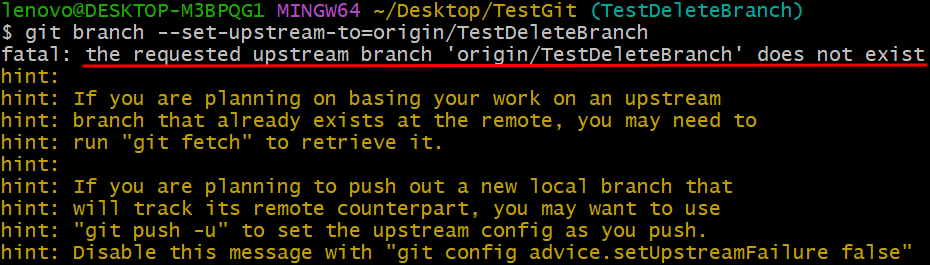 lenovo@DESKTOP-M3BPQG1 MINGW64 ~/Desktop/TestGit (TestDeleteBranch)
$ git branch --set-upstream-to=origin/TestDeleteBranch
fatal: the requested upstream branch 'origin/TestDeleteBranch' does not exist
hint:
hint: If you are planning on basing your work on an upstream
hint: branch that already exists at the remote, you may need to
hint: run "git fetch" to retrieve it.
hint:
hint: If you are planning to push out a new local branch that
hint: will track its remote counterpart, you may want to use
hint: "git push -u" to set the upstream config as you push.
hint: Disable this message with "git config advice.setUpstreamFailure false"